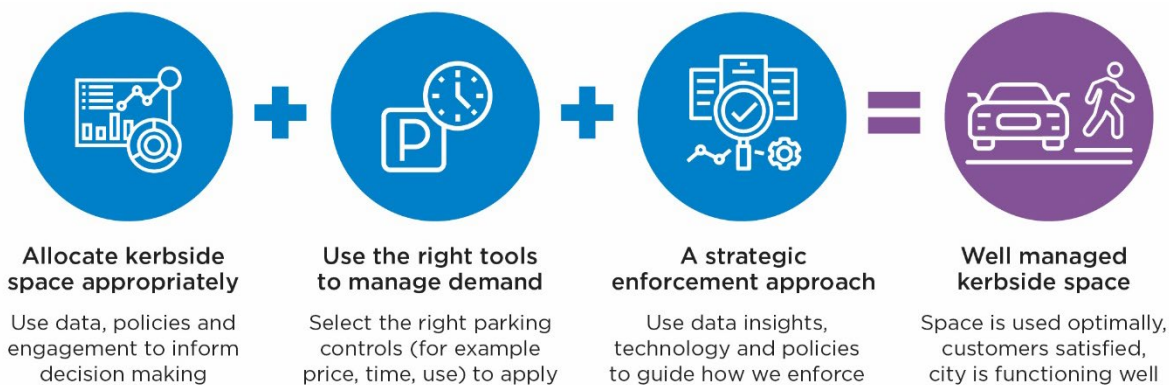 P
Allocate kerbside
space appropriately
Use data, policies and
engagement to inform
decision making
Use the right tools
to manage demand
Select the right parking
controls (for example
price, time, use) to apply
A strategic
enforcement approach
Use data insights,
technology and policies
to guide how we enforce
Well managed
kerbside space
Space is used optimally,
customers satisfied,
city is functioning well